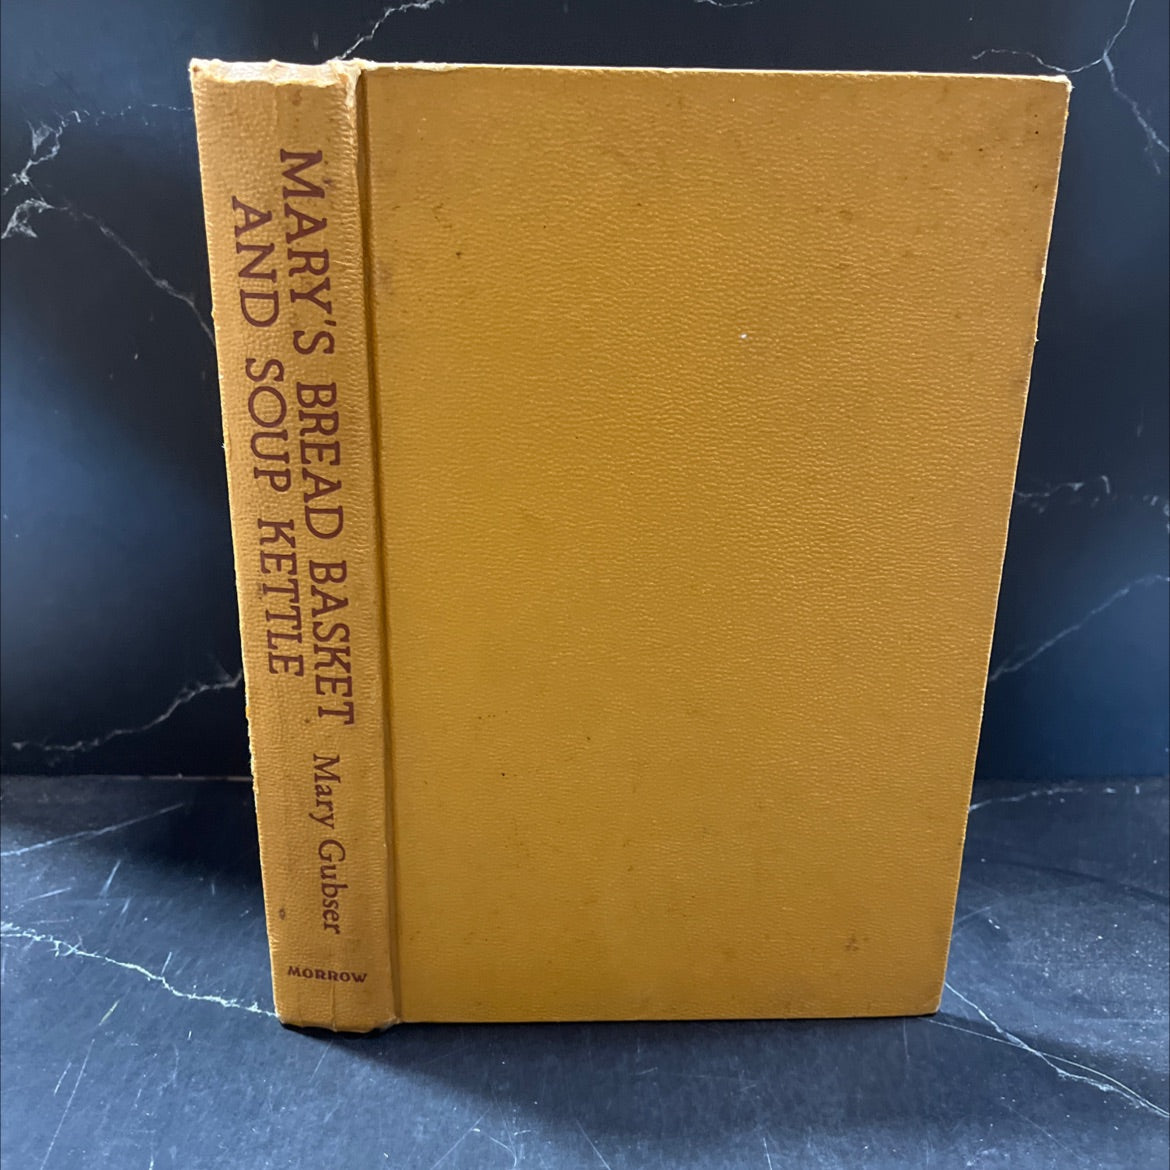 MARY'S BREAD BASKET
AND SOUP KETTLE
Mary Gubser
MORROW